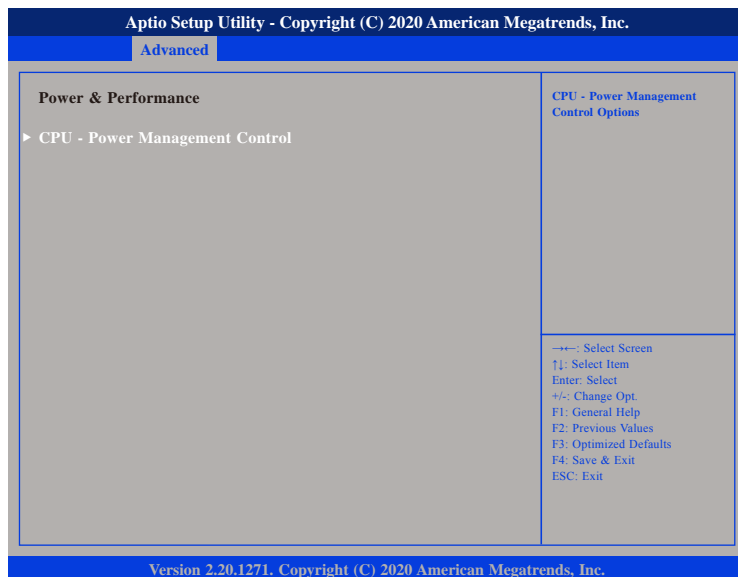 Aptio Setup Utility - Copyright (C) 2020 American Megatrends, Inc.
Advanced
Power & Performance
▶ CPU - Power Management Control
CPU - Power Management
Control Options
→←: Select Screen
↑↓: Select Item
Enter: Select
+/-: Change Opt.
F1: General Help
F2: Previous Values
F3: Optimized Defaults
F4: Save & Exit
ESC: Exit
Version 2.20.1271. Copyright (C) 2020 American Megatrends, Inc.